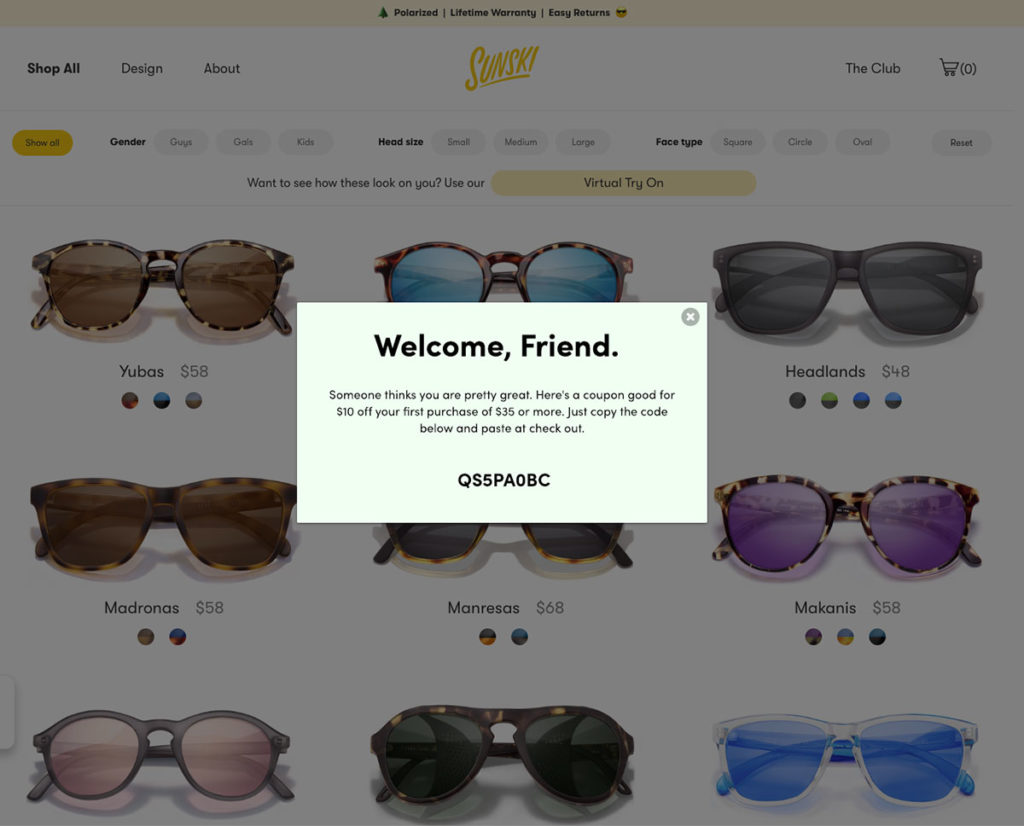 🌲 Polarized | Lifetime Warranty | Easy Returns 😎
Shop All Design About SUNSKI The Club (0)
Show all Gender Guys Gals Kids Head size Small Medium Large Face type Square Circle Oval Reset
Want to see how these look on you? Use our Virtual Try On
Welcome, Friend.
Someone thinks you are pretty great. Here's a coupon good for
$10 off your first purchase of $35 or more. Just copy the code
below and paste at check out.
QS5PA0BC
Yubas $58
Headlands $48
Madronas $58
Manresas $68
Makanis $58